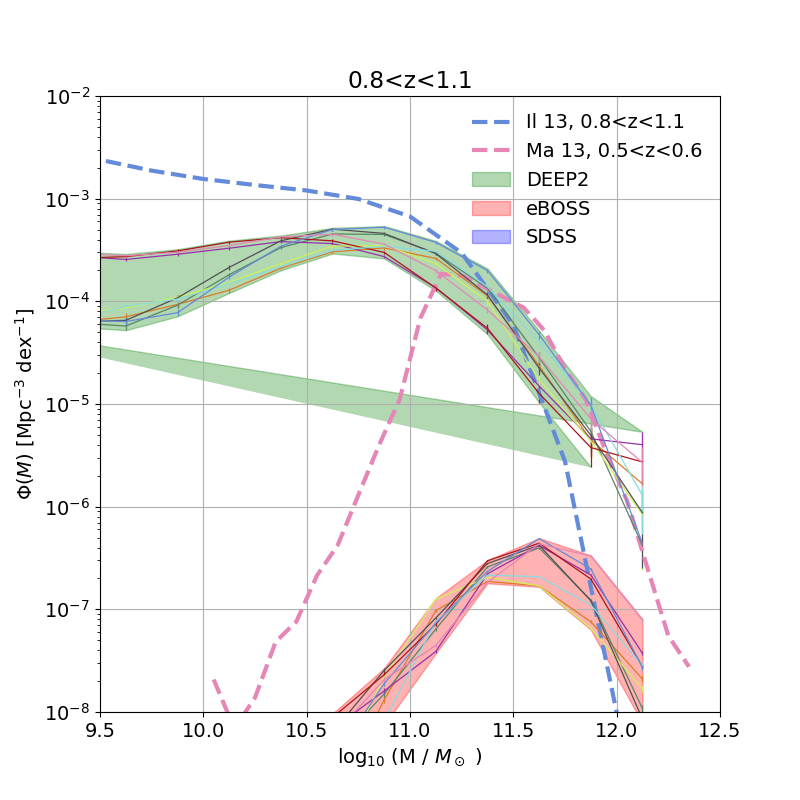 0.8<z<1.1
Il 13, 0.8<z<1.1
Ma 13, 0.5<z<0.6
DEEP2
eBOSS
SDSS
Φ(M) [Mpc⁻³ dex⁻¹]
10⁻²
10⁻³
10⁻⁴
10⁻⁵
10⁻⁶
10⁻⁷
10⁻⁸
9.5 10.0 10.5 11.0 11.5 12.0 12.5
log₁₀ (M / M⊙ )